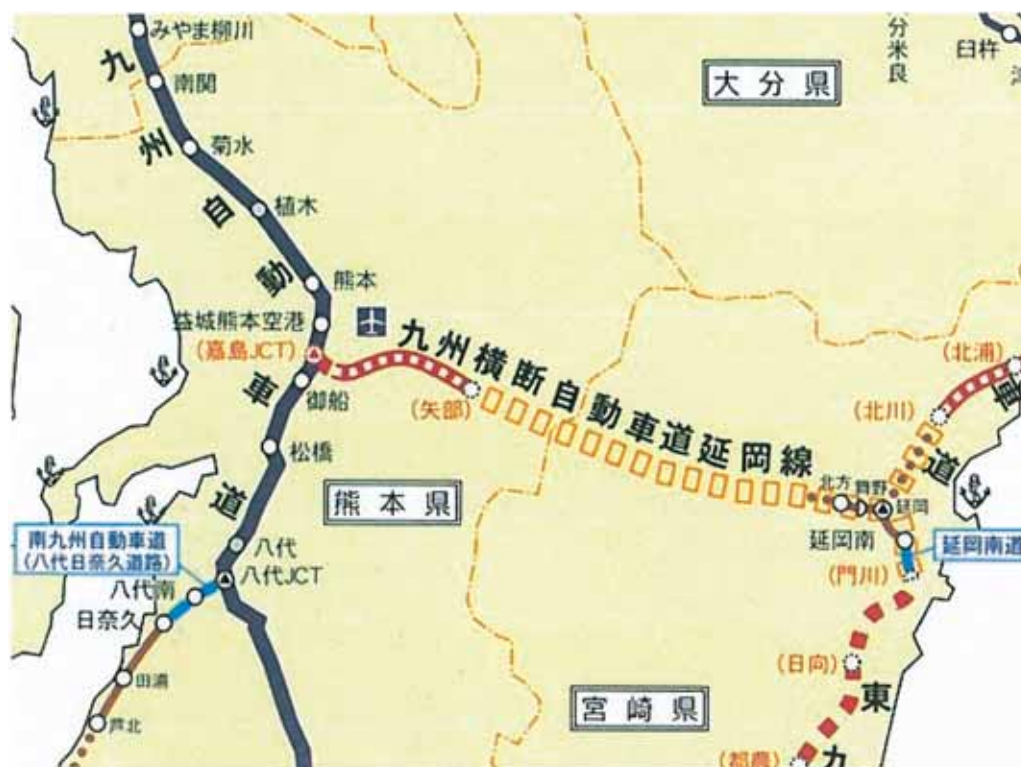 みやま柳川
南関
菊水
植木
熊本
益城熊本空港
(嘉島JCT)
御船
松橋
八代
八代JCT
九州自動車道
大分県
分米良
臼杵
九州横断自動車道延岡線
(矢部)
(北浦)
(北川)
北方
舞野
延岡
延岡南
延岡南道
(門川)
(日向)
(都農)
車道
東九
熊本県
宮崎県
南九州自動車道
(八代日奈久道路)
八代南
日奈久
田浦
芦北